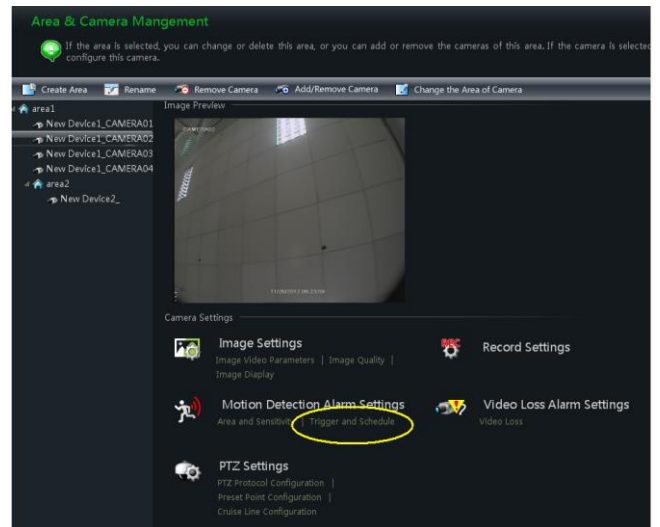 Area & Camera Mangement
If the area is selected, you can change or delete this area, or you can add or remove the cameras of this area. If the camera is selected
configure this camera.
Create Area Rename Remove Camera Add/Remove Camera Change the Area of Camera
area1
New Device1_CAMERA01
New Device1_CAMERA02
New Device1_CAMERA03
New Device1_CAMERA04
area2
New Device2_
Image Preview
CAMERA02
Camera Settings
Image Settings
Image Video Parameters | Image Quality |
Image Display
REC
Record Settings
Motion Detection Alarm Settings
Area and Sensitivity | Trigger and Schedule
Video Loss Alarm Settings
Video Loss
PTZ Settings
PTZ Protocol Configuration |
Preset Point Configuration |
Cruise Line Configuration